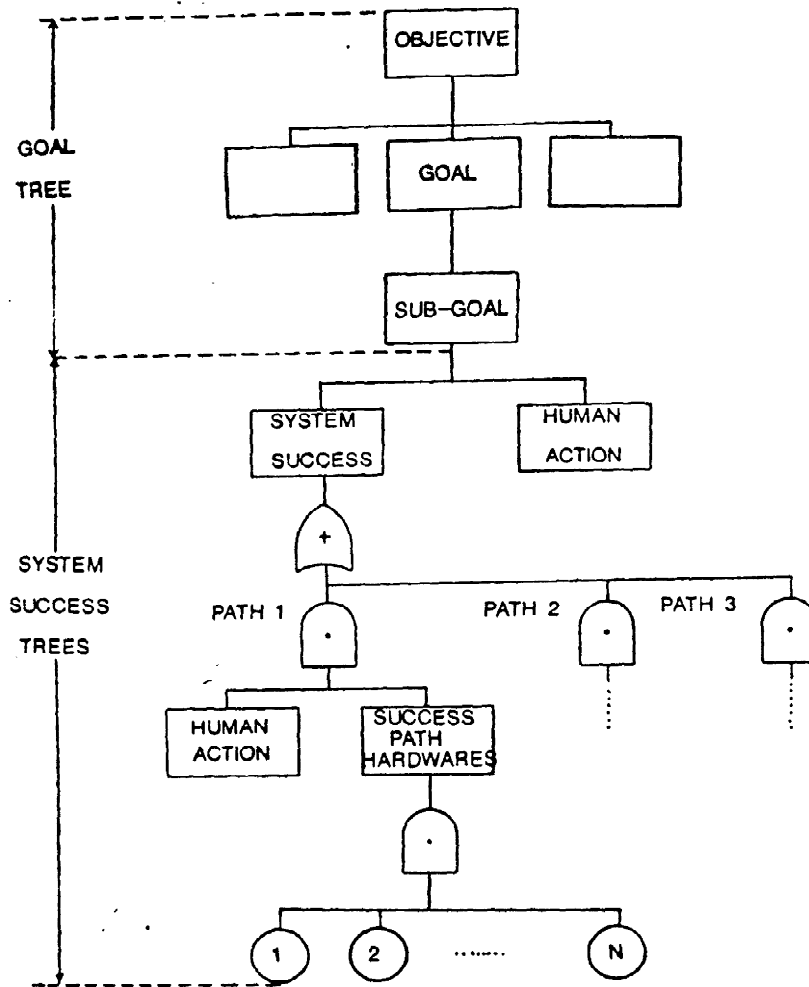 OBJECTIVE
GOAL
TREE
GOAL
SUB-GOAL
SYSTEM
SUCCESS
HUMAN
ACTION
+
SYSTEM
SUCCESS
TREES
PATH 1
PATH 2
PATH 3
HUMAN
ACTION
SUCCESS
PATH
HARDWARES
1
2
........
N